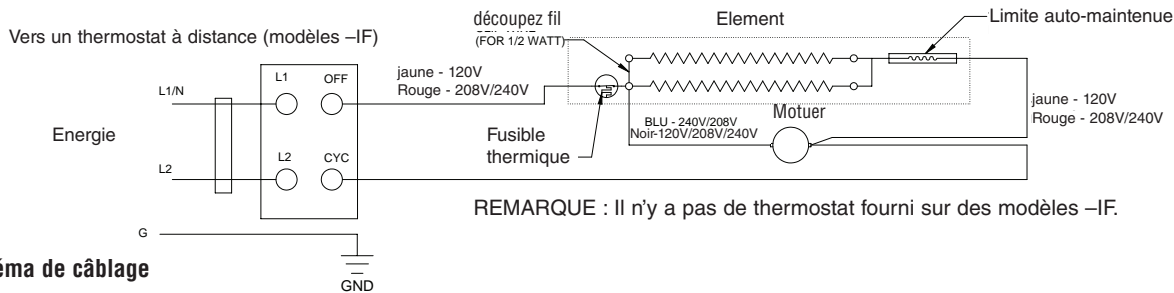 découpez fil
(FOR 1/2 WATT)
Element
Limite auto-maintenue
Vers un thermostat à distance (modèles –IF)
L1
OFF
jaune - 120V
Rouge - 208V/240V
L1/N
Energie
Fusible
thermique
BLU - 240V/208V
Noir-120V/208V/240V
Motuer
jaune - 120V
Rouge - 208V/240V
L2
L2
CYC
REMARQUE : Il n'y a pas de thermostat fourni sur des modèles –IF.
G
éma de câblage
GND